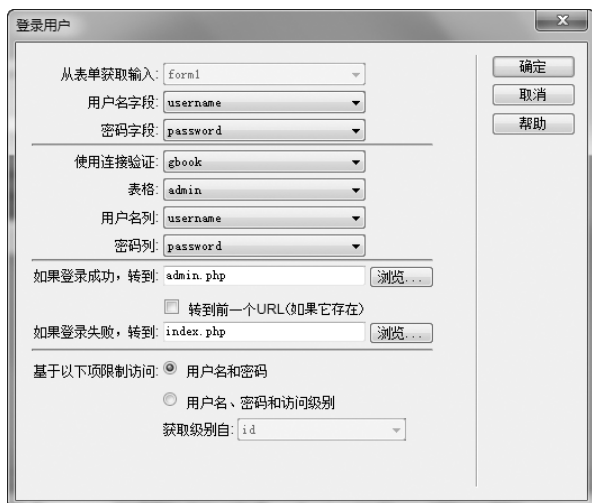 登录用户
从表单获取输入: form1
用户名字段: username
密码字段: password
使用连接验证: gbook
表格: admin
用户名列: username
密码列: password
如果登录成功，转到: admin.php 浏览...
转到前一个URL(如果它存在)
如果登录失败，转到: index.php 浏览...
基于以下项限制访问: 用户名和密码
用户名、密码和访问级别
获取级别自: id
确定
取消
帮助